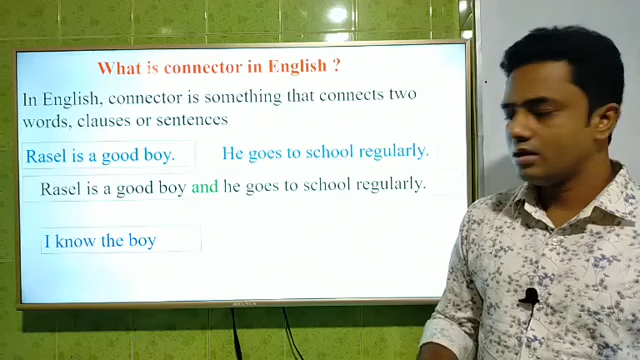 What is connector in English ?
In English, connector is something that connects two
words, clauses or sentences
Rasel is a good boy. He goes to school regularly.
Rasel is a good boy and he goes to school regularly.
I know the boy